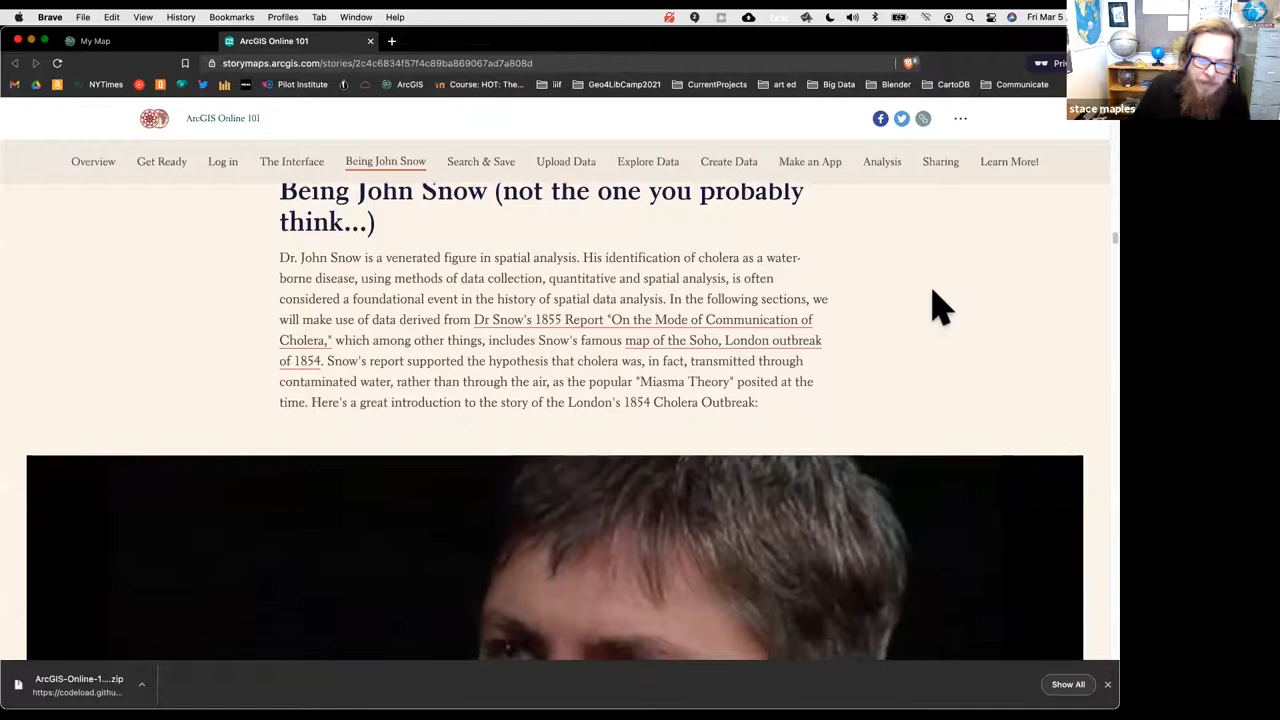 Brave File Edit View History Bookmarks Profiles Tab Window Help
Fri Mar 5
My Map
ArcGIS Online 101
storymaps.arcgis.com/stories/2c4c6834f57f4c89ba869067ad7a808d
NYTimes Pilot Institute ArcGIS Course: HOT: The... iiif Geo4LibCamp2021 CurrentProjects art ed Big Data Blender CartoDB Communicate
stace maples
ArcGIS Online 101
Overview Get Ready Log in The Interface Being John Snow Search & Save Upload Data Explore Data Create Data Make an App Analysis Sharing Learn More!
Being John Snow (not the one you probably
think...)
Dr. John Snow is a venerated figure in spatial analysis. His identification of cholera as a water-
borne disease, using methods of data collection, quantitative and spatial analysis, is often
considered a foundational event in the history of spatial data analysis. In the following sections, we
will make use of data derived from Dr Snow's 1855 Report "On the Mode of Communication of
Cholera," which among other things, includes Snow's famous map of the Soho, London outbreak
of 1854. Snow's report supported the hypothesis that cholera was, in fact, transmitted through
contaminated water, rather than through the air, as the popular "Miasma Theory" posited at the
time. Here's a great introduction to the story of the London's 1854 Cholera Outbreak:
ArcGIS-Online-1....zip
https://codeload.githu...
Show All